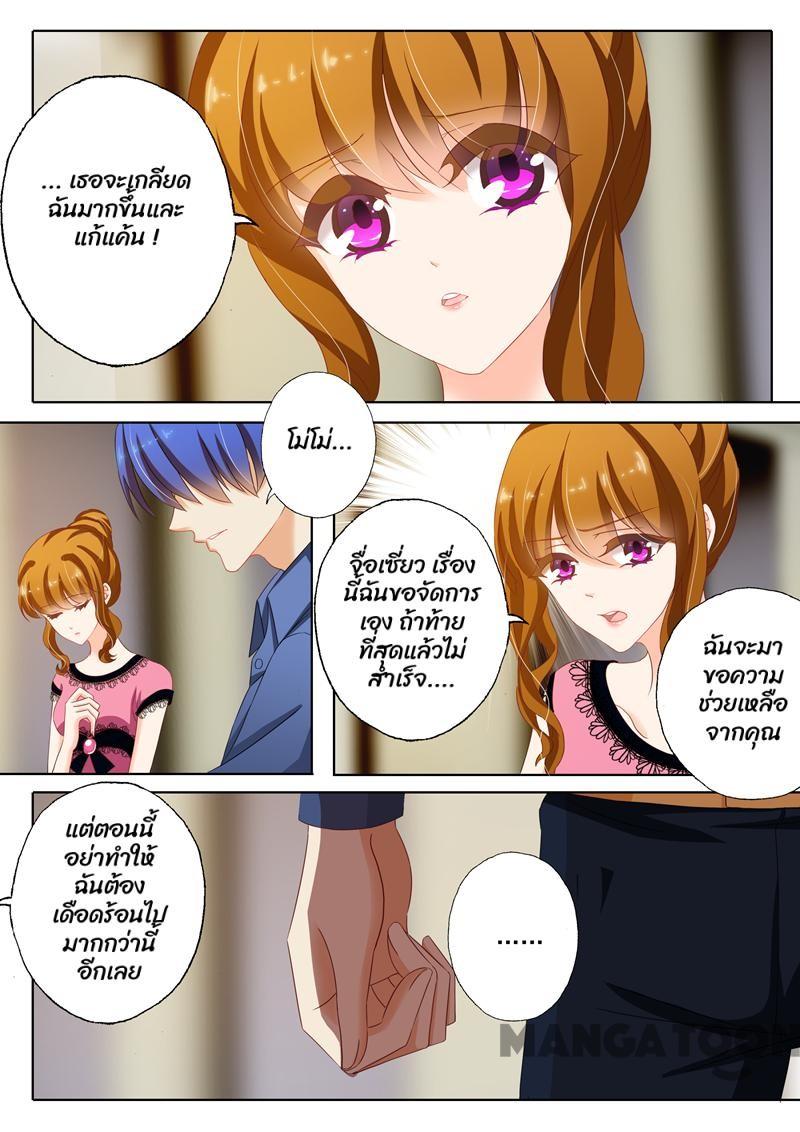 ... เธอจะเกลียด
ฉันมากขึ้นและ
แก้แค้น !
โม่โม่...
จื่อเซี่ยว เรื่อง
นี้ฉันขอจัดการ
เอง ถ้าท้าย
ที่สุดแล้วไม่
สำเร็จ....
ฉันจะมา
ขอความ
ช่วยเหลือ
จากคุณ
แต่ตอนนี้
อย่าทำให้
ฉันต้อง
เดือดร้อนไป
มากกว่านี้
อีกเลย
......
MANGATOON